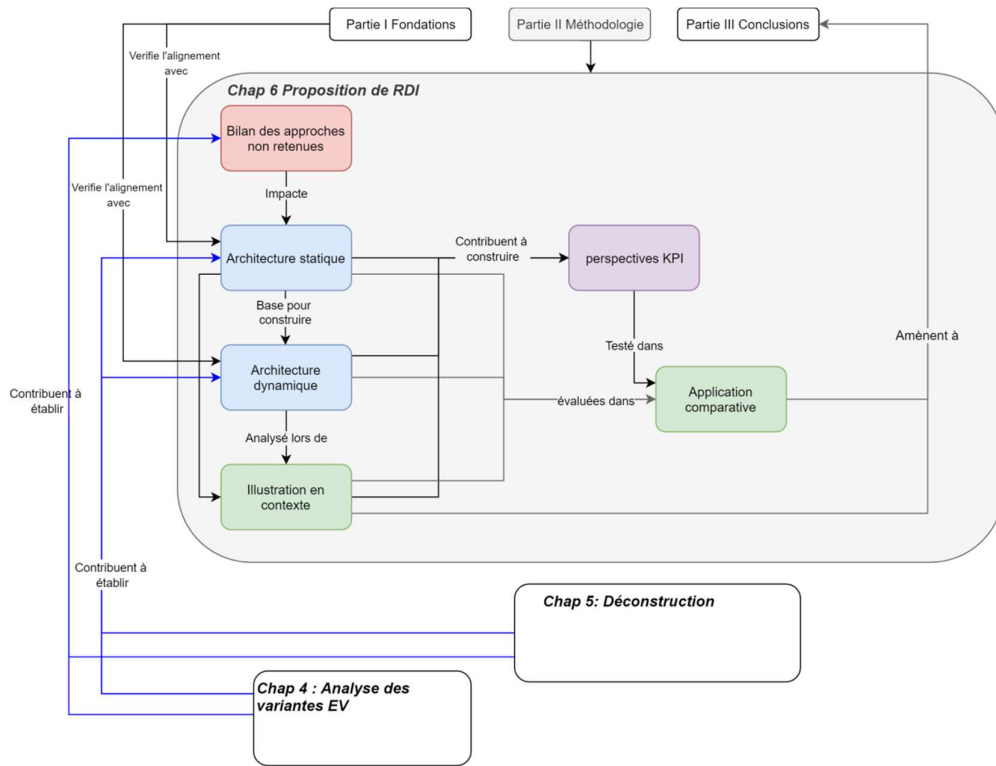 Partie I Fondations
Partie II Méthodologie
Partie III Conclusions
Verifie l'alignement
avec
Chap 6 Proposition de RDI
Bilan des approches
non retenues
Verifie l'alignement
avec
Impacte
Architecture statique
Contribuent à
construire
perspectives KPI
Base pour
construire
Testé dans
Amènent à
Architecture
dynamique
Contribuent à
établir
évaluées dans
Application
comparative
Analysé lors de
Illustration en
contexte
Contribuent à
établir
Chap 5: Déconstruction
Chap 4 : Analyse des
variantes EV